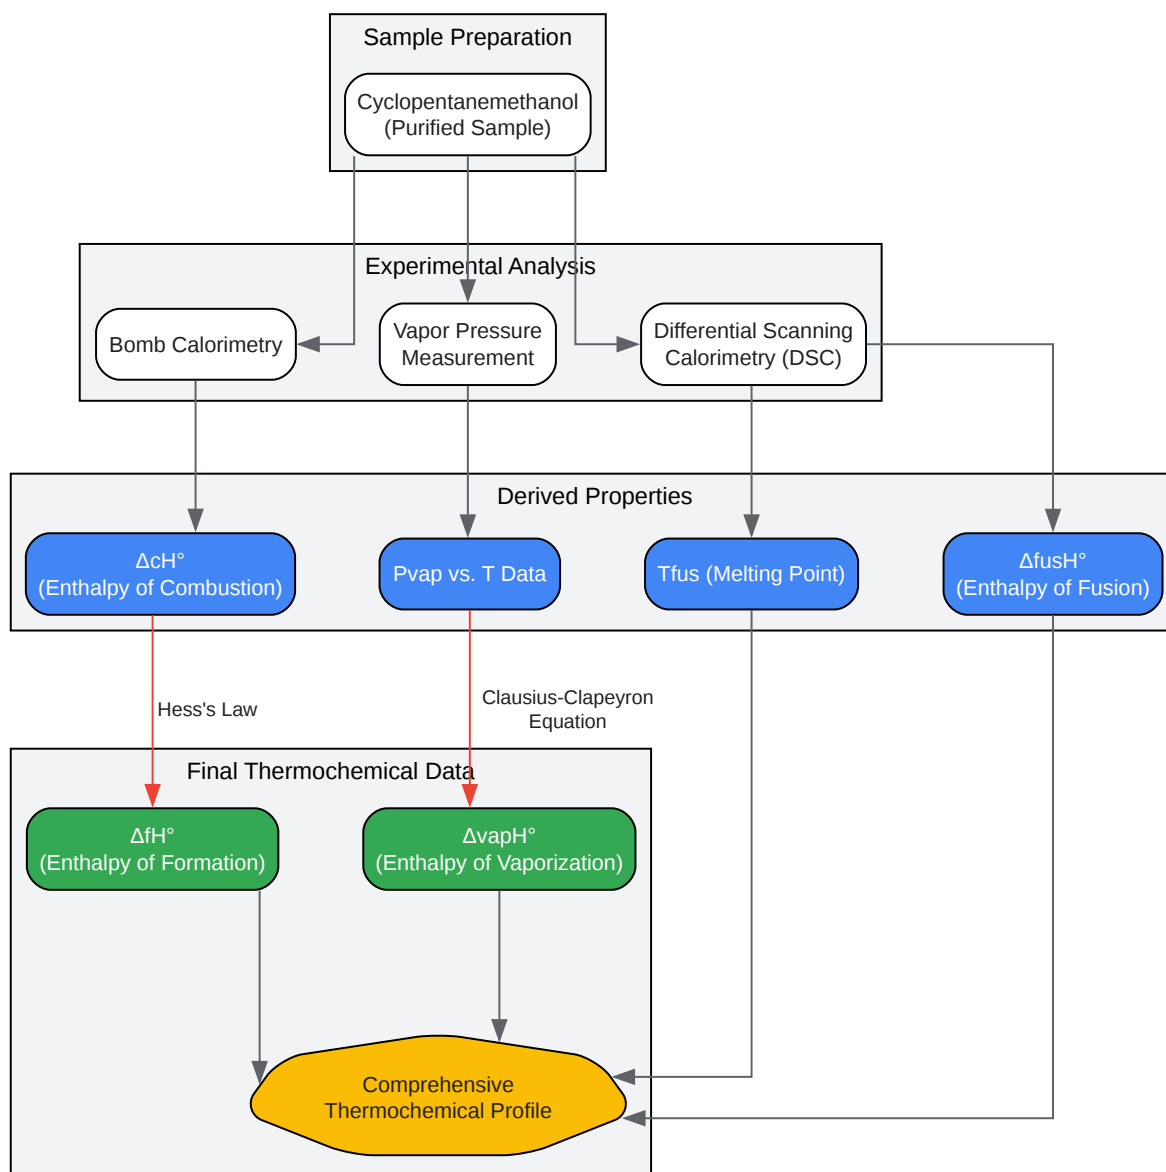 Sample Preparation
Cyclopentanemethanol
(Purified Sample)
Experimental Analysis
Bomb Calorimetry
Vapor Pressure
Measurement
Differential Scanning
Calorimetry (DSC)
Derived Properties
ΔcH°
(Enthalpy of Combustion)
Pvap vs. T Data
Tfus (Melting Point)
ΔfusH°
(Enthalpy of Fusion)
Hess's Law
Clausius-Clapeyron
Equation
Final Thermochemical Data
ΔfH°
(Enthalpy of Formation)
ΔvapH°
(Enthalpy of Vaporization)
Comprehensive
Thermochemical Profile